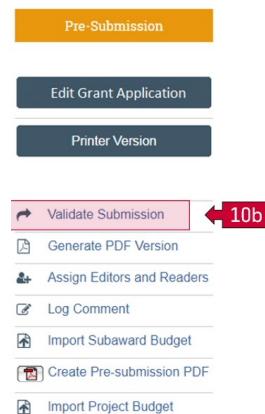 Pre-Submission
Edit Grant Application
Printer Version
Validate Submission
10b
Generate PDF Version
Assign Editors and Readers
Log Comment
Import Subaward Budget
Create Pre-submission PDF
Import Project Budget